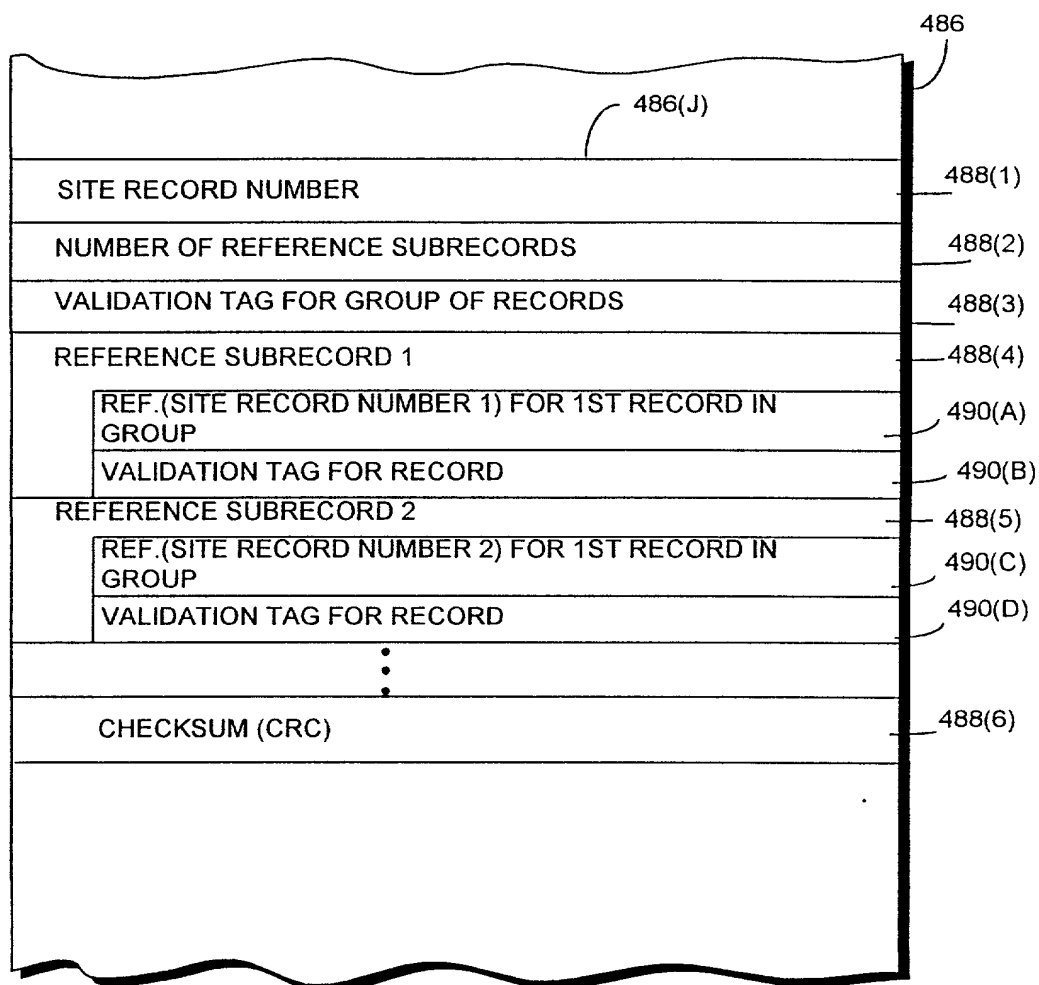 486
486(J)
SITE RECORD NUMBER
488(1)
NUMBER OF REFERENCE SUBRECORDS
488(2)
VALIDATION TAG FOR GROUP OF RECORDS
488(3)
REFERENCE SUBRECORD 1
488(4)
REF.(SITE RECORD NUMBER 1) FOR 1ST RECORD IN
GROUP
490(A)
VALIDATION TAG FOR RECORD
490(B)
REFERENCE SUBRECORD 2
488(5)
REF.(SITE RECORD NUMBER 2) FOR 1ST RECORD IN
GROUP
490(C)
VALIDATION TAG FOR RECORD
490(D)
CHECKSUM (CRC)
488(6)